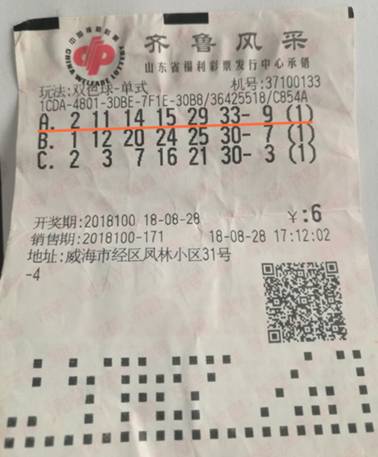 中国福利彩票
CHINA WELFARE LOTTERY
齐鲁风采
山东省福利彩票发行中心承销
玩法:双色球-单式 机号:37100133
1CDA-4801-3DBE-7F1E-30B8/36425518/C854A
A. 2 11 14 15 29 33- 9 (1)
B. 1 12 20 24 25 30- 7 (1)
C. 2 3 7 16 21 30- 3 (1)
开奖期:2018100 18-08-28 ¥:6
销售期:2018100-171 18-08-28 17:12:02
地址:威海市经区凤林小区31号
-4